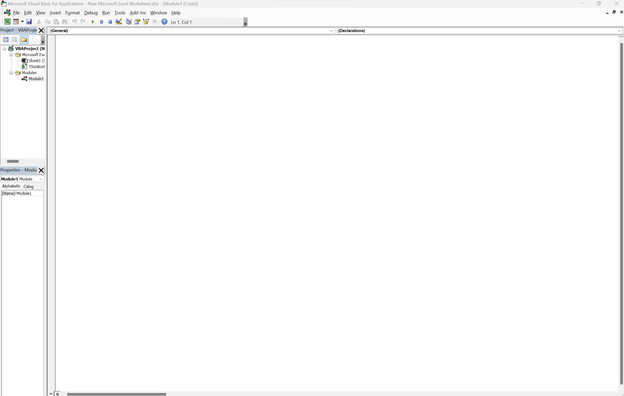 Microsoft Visual Basic for Applications - New Microsoft Excel Worksheet.xlsx - [Module1 (Code)]
File Edit View Insert Format Debug Run Tools Add-Ins Window Help
Ln 1, Col 1
Project - VBAProje
(General)
(Declarations)
VBAProject (N
Microsoft Exc
Sheet1 (S
ThisWork
Modules
Module1
Properties - Modu
Module1 Module
Alphabetic Categ
(Name) Module1